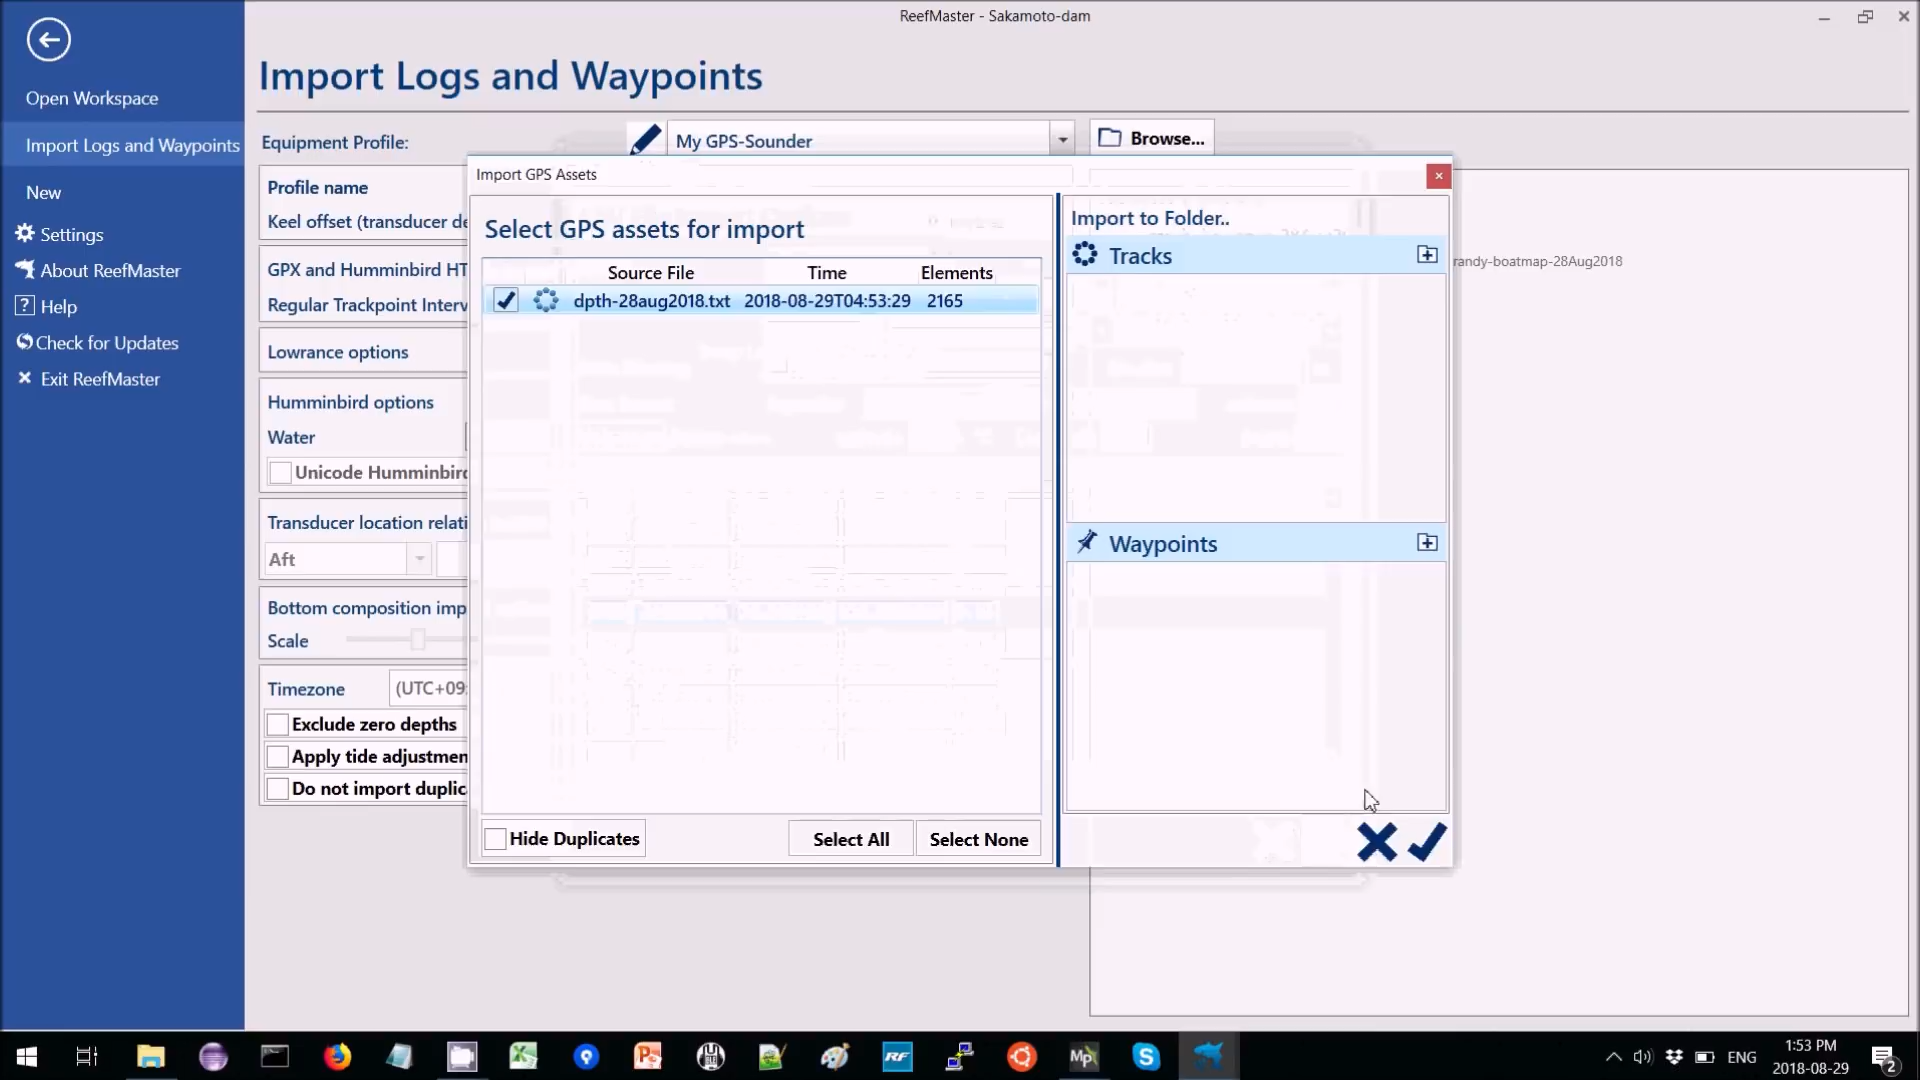 ReefMaster - Sakamoto-dam
Import Logs and Waypoints
Open Workspace
Import Logs and Waypoints
New
Settings
About ReefMaster
? Help
Check for Updates
Exit ReefMaster
Equipment Profile:
My GPS-Sounder
Browse...
Profile name
Keel offset (transducer de
GPX and Humminbird HT
Regular Trackpoint Interv
Lowrance options
Humminbird options
Water
Unicode Humminbird
Transducer location relati
Aft
Bottom composition imp
Scale
Timezone
(UTC+09:
Exclude zero depths
Apply tide adjustmen
Do not import duplic
Import GPS Assets
Select GPS assets for import
Source File Time Elements
dpth-28aug2018.txt 2018-08-29T04:53:29 2165
Hide Duplicates
Select All
Select None
Import to Folder..
Tracks
Waypoints
randy-boatmap-28Aug2018
RF
Mp
ENG
1:53 PM
2018-08-29
2